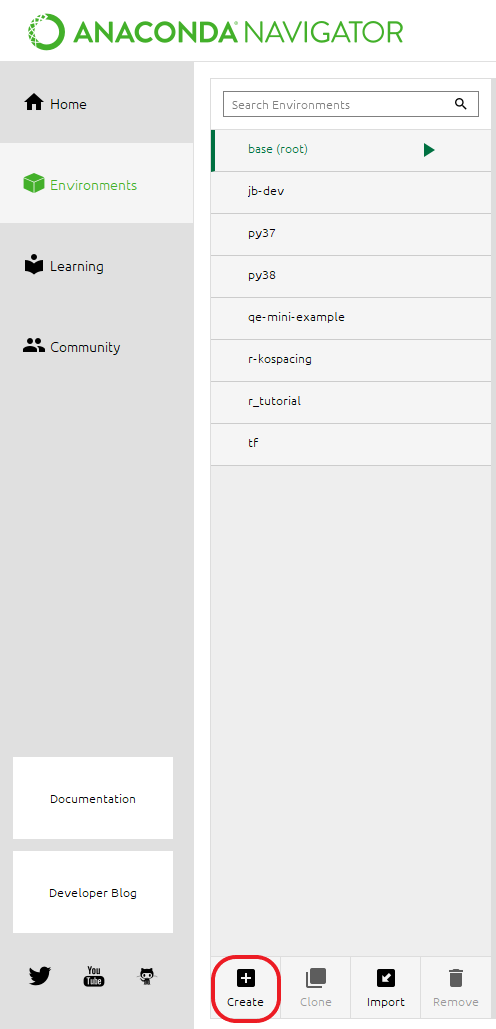 ANACONDA NAVIGATOR
Home
Environments
Learning
Community
Documentation
Developer Blog
You
Tube
Search Environments
base (root)
jb-dev
py37
py38
qe-mini-example
r-kospacing
r_tutorial
tf
Create
Clone
Import
Remove